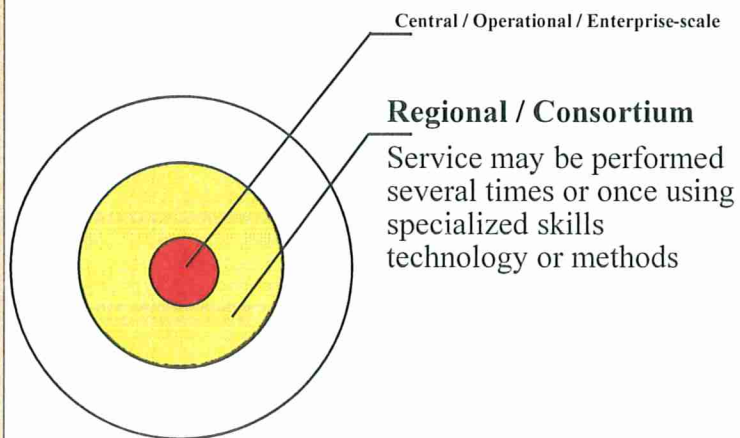 Central / Operational / Enterprise-scale
Regional / Consortium
Service may be performed
several times or once using
specialized skills
technology or methods